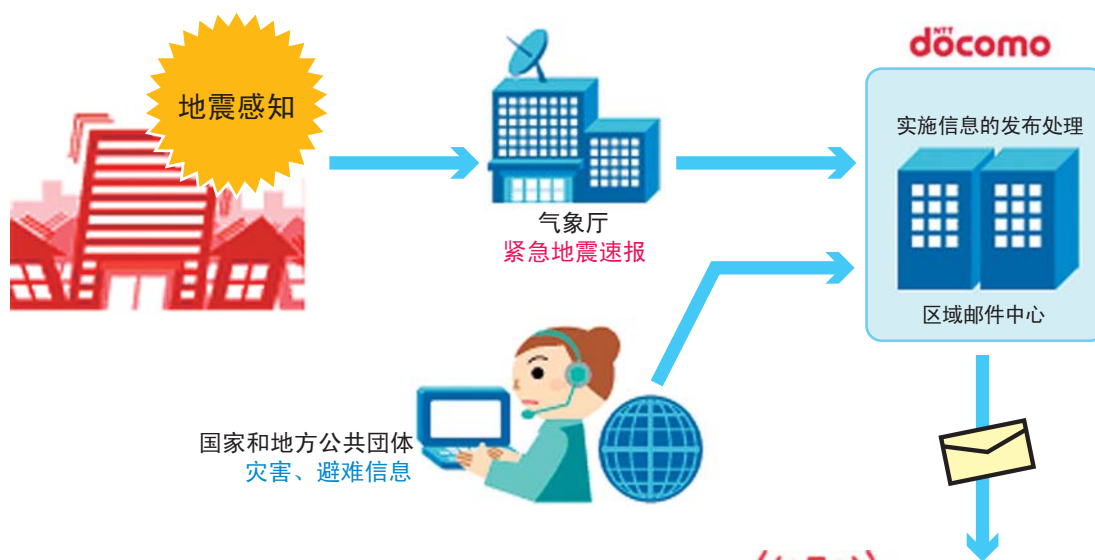 地震感知
NTT
döcomo
实施信息的发布处理
气象厅
紧急地震速报
区域邮件中心
国家和地方公共团体
灾害、避难信息